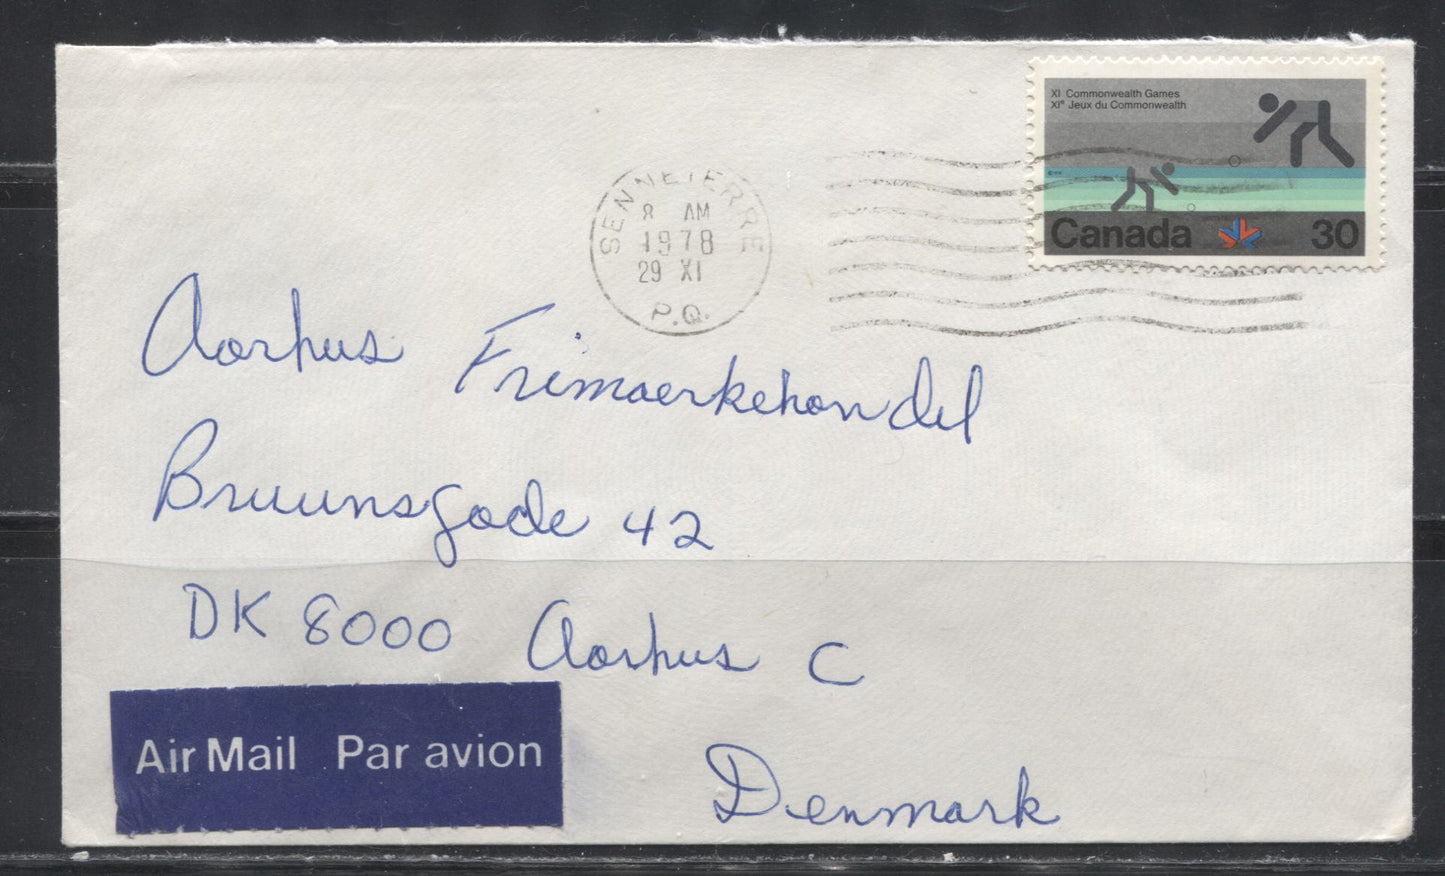 XI Commonwealth Games
XIe Jeux du Commonwealth
Canada 30
SENNETERRE
8 AM
1978
29 XI
P.Q.
Aarhus Frimaerkehandel
Bruunsgade 42
DK 8000 Aarhus C
Air Mail Par avion
Denmark